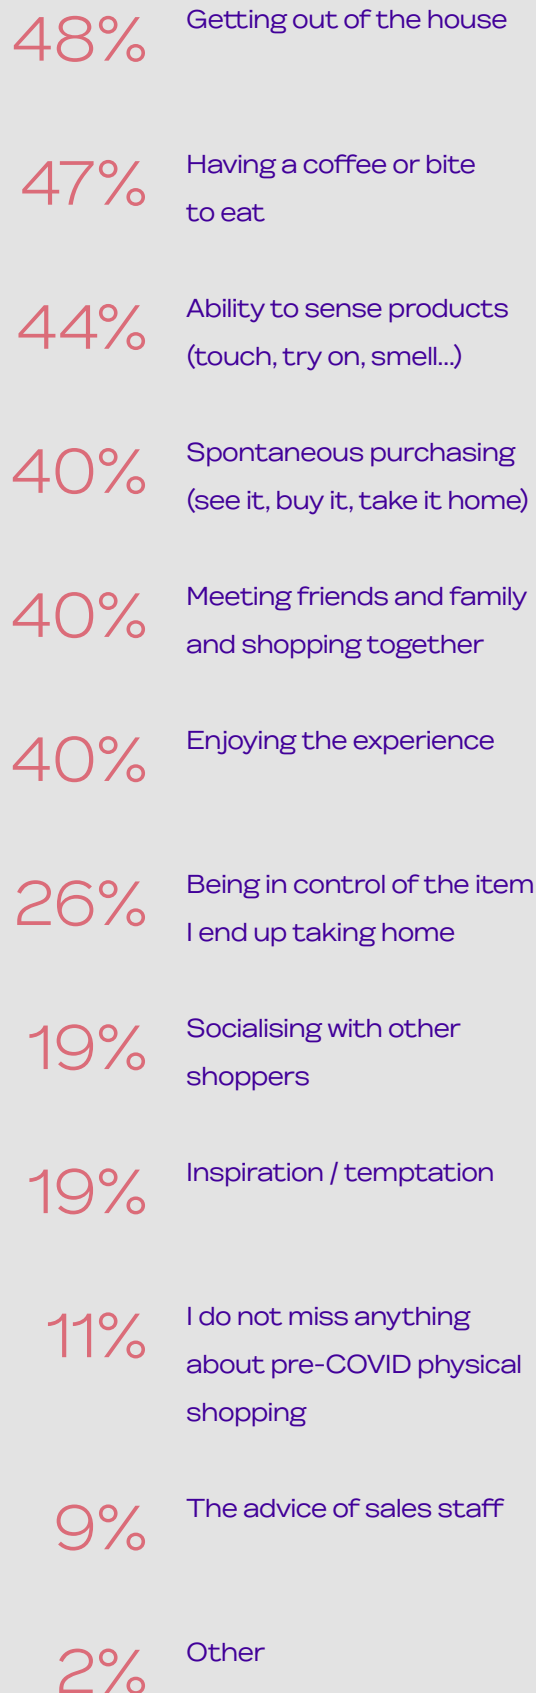 48% Getting out of the house
47% Having a coffee or bite
to eat
44% Ability to sense products
(touch, try on, smell...)
40% Spontaneous purchasing
(see it, buy it, take it home)
40% Meeting friends and family
and shopping together
40% Enjoying the experience
26% Being in control of the item
I end up taking home
19% Socialising with other
shoppers
19% Inspiration / temptation
11% I do not miss anything
about pre-COVID physical
shopping
9% The advice of sales staff
2% Other